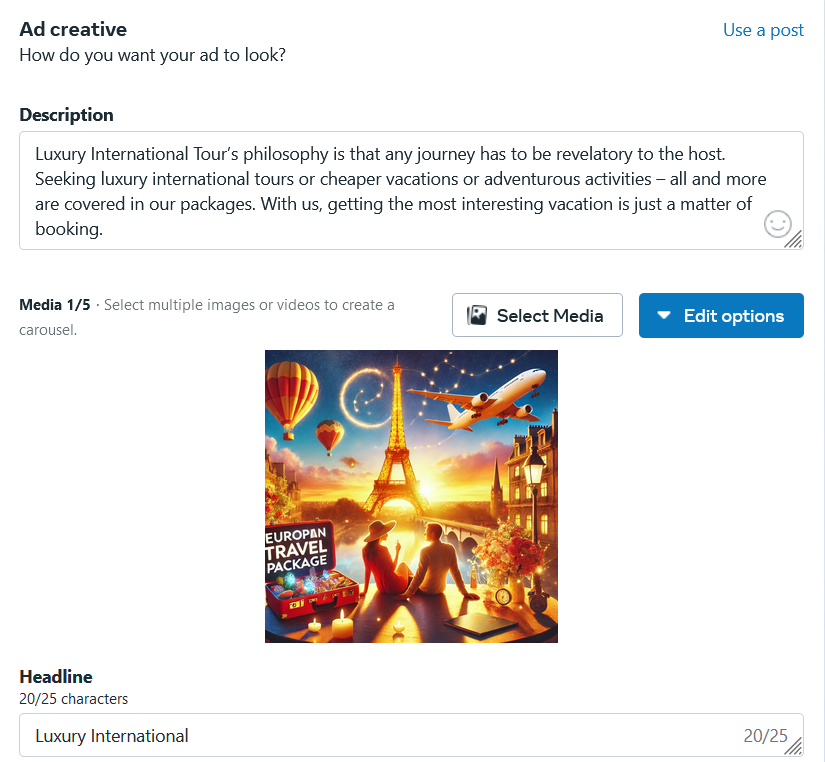 Ad creative
Use a post
How do you want your ad to look?
Description
Luxury International Tour’s philosophy is that any journey has to be revelatory to the host.
Seeking luxury international tours or cheaper vacations or adventurous activities – all and more
are covered in our packages. With us, getting the most interesting vacation is just a matter of
booking.
Media 1/5 · Select multiple images or videos to create a
carousel.
Select Media
Edit options
EUROPAN
TRAVEL
PACKAGE
Headline
20/25 characters
Luxury International
20/25